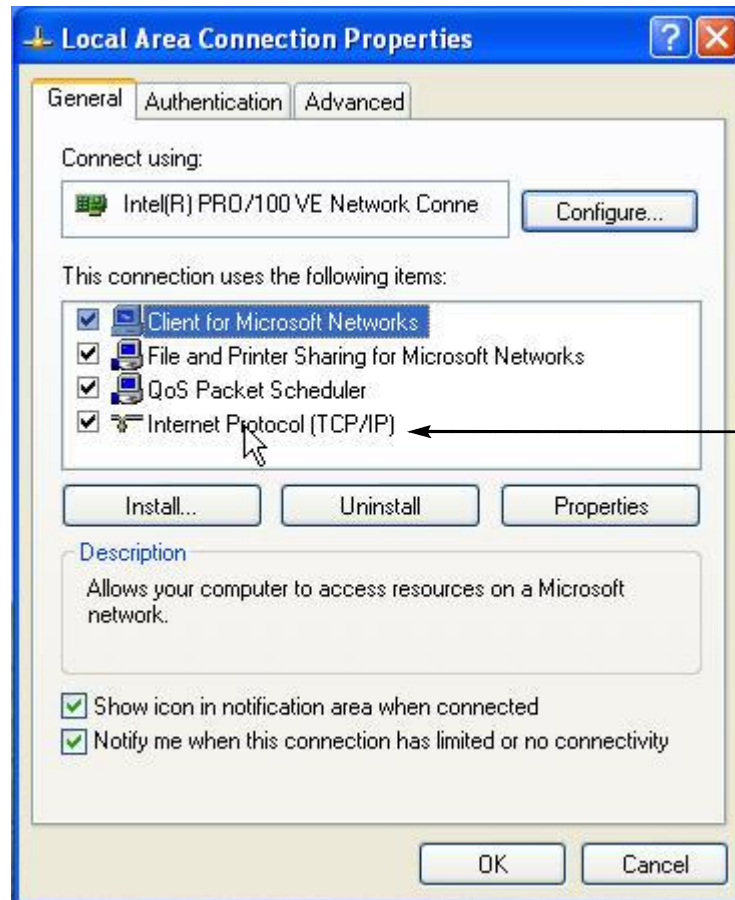 Local Area Connection Properties
General Authentication Advanced
Connect using:
Intel(R) PRO/100 VE Network Conne
Configure...
This connection uses the following items:
Client for Microsoft Networks
File and Printer Sharing for Microsoft Networks
QoS Packet Scheduler
Internet Protocol (TCP/IP)
Install... Uninstall Properties
Description
Allows your computer to access resources on a Microsoft
network.
Show icon in notification area when connected
Notify me when this connection has limited or no connectivity
OK Cancel